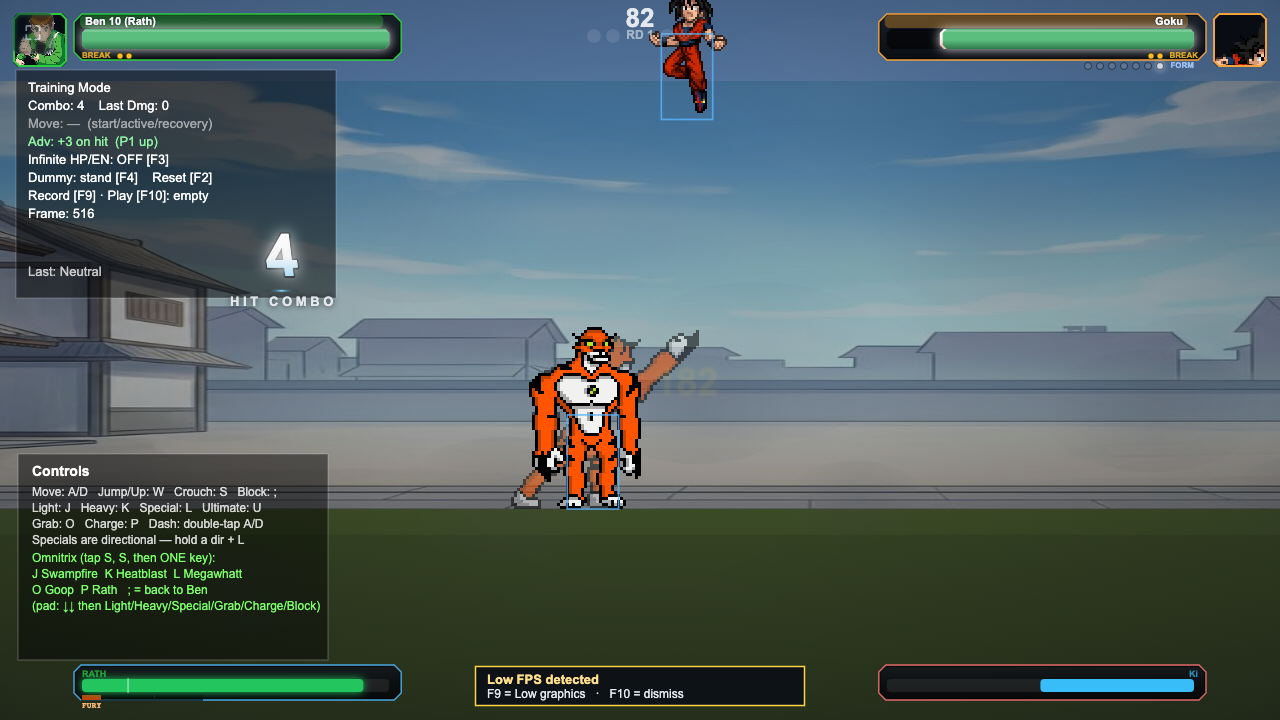 Ben 10 (Rath)
BREAK
82
RD 1
Goku
BREAK
FORM
Training Mode
Combo: 4 Last Dmg: 0
Move: — (start/active/recovery)
Adv: +3 on hit (P1 up)
Infinite HP/EN: OFF [F3]
Dummy: stand [F4] Reset [F2]
Record [F9] · Play [F10]: empty
Frame: 516
Last: Neutral
4
HIT COMBO
182
Controls
Move: A/D Jump/Up: W Crouch: S Block: ;
Light: J Heavy: K Special: L Ultimate: U
Grab: O Charge: P Dash: double-tap A/D
Specials are directional — hold a dir + L
Omnitrix (tap S, S, then ONE key):
J Swampfire K Heatblast L Megawhatt
O Goop P Rath ; = back to Ben
(pad: ↓↓ then Light/Heavy/Special/Grab/Charge/Block)
RATH
FURY
Low FPS detected
F9 = Low graphics · F10 = dismiss
Ki